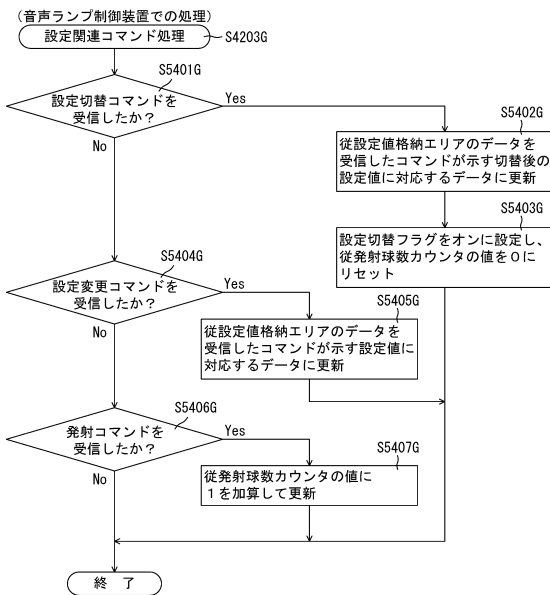 (音声ランプ制御装置での処理)
設定関連コマンド処理
S4203G
S5401G
設定切替コマンドを
受信したか？
Yes
No
S5402G
従設定値格納エリアのデータを
受信したコマンドが示す切替後の
設定値に対応するデータに更新
S5403G
設定切替フラグをオンに設定し、
従発射球数カウンタの値を０に
リセット
S5404G
設定変更コマンドを
受信したか？
Yes
No
S5405G
従設定値格納エリアのデータを
受信したコマンドが示す設定値に
対応するデータに更新
S5406G
発射コマンドを
受信したか？
Yes
No
S5407G
従発射球数カウンタの値に
１を加算して更新
終 了